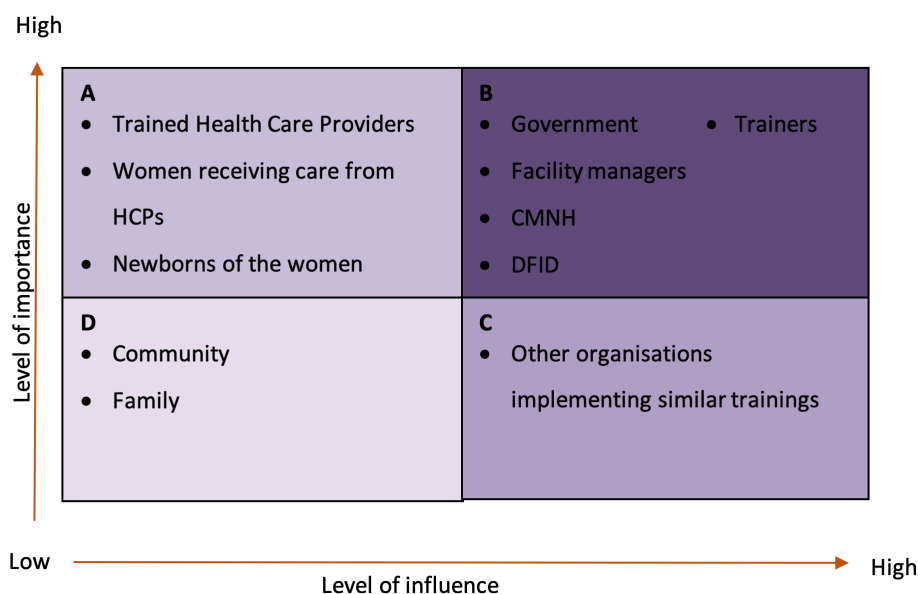 High
Level of importance
A
• Trained Health Care Providers
• Women receiving care from
HCPs
• Newborns of the women
B
• Government • Trainers
• Facility managers
• CMNH
• DFID
D
• Community
• Family
C
• Other organisations
implementing similar trainings
Low
High
Level of influence